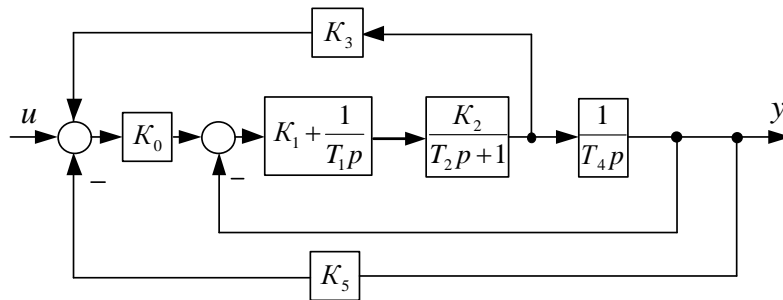 K₃
u
K₀
K₁ + 1/(T₁p)
K₂/(T₂p+1)
1/(T₄p)
y
−
−
K₅